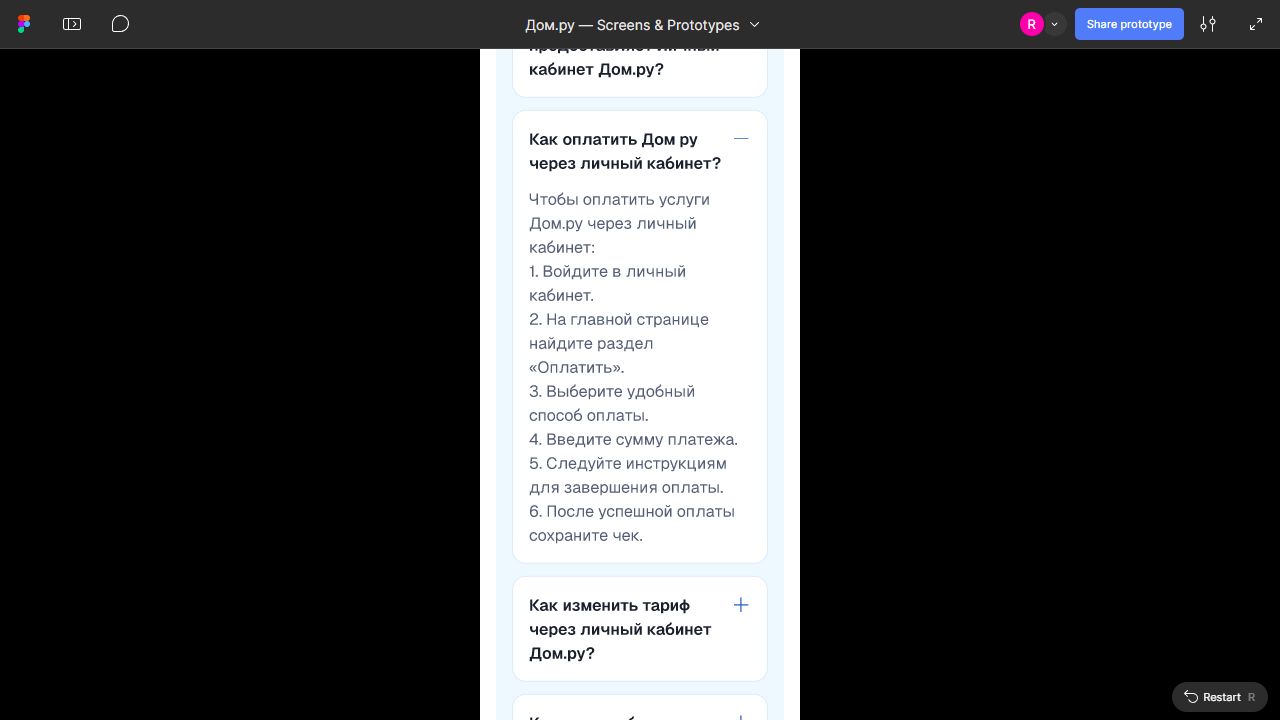 Дом.ру — Screens & Prototypes
R
Share prototype
предоставляет личный
кабинет Дом.ру?
Как оплатить Дом ру
через личный кабинет?
Чтобы оплатить услуги
Дом.ру через личный
кабинет:
1. Войдите в личный
кабинет.
2. На главной странице
найдите раздел
«Оплатить».
3. Выберите удобный
способ оплаты.
4. Введите сумму платежа.
5. Следуйте инструкциям
для завершения оплаты.
6. После успешной оплаты
сохраните чек.
Как изменить тариф
через личный кабинет
Дом.ру?
Restart R